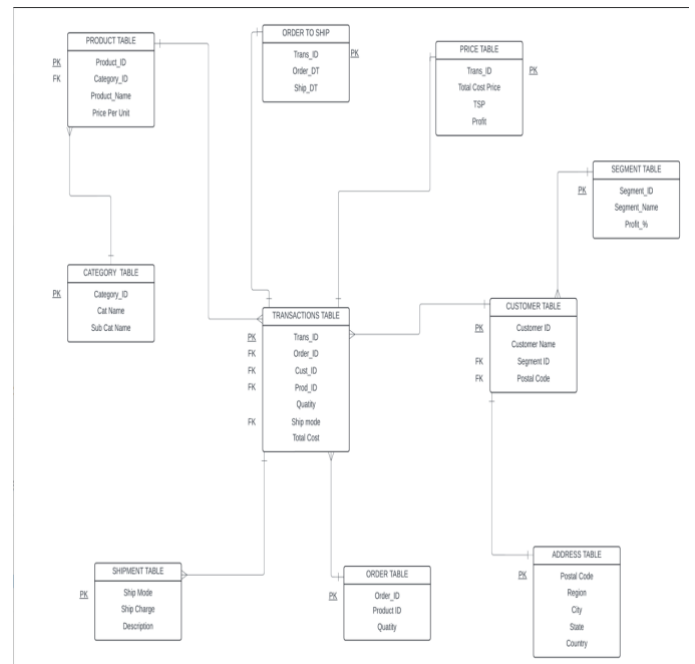 PRODUCT TABLE
PK Product_ID
FK Category_ID
Product_Name
Price Per Unit
ORDER TO SHIP
Trans_ID PK
Order_DT
Ship_DT
PRICE TABLE
Trans_ID PK
Total Cost Price
TSP
Profit
SEGMENT TABLE
PK Segment_ID
Segment_Name
Profit_%
CATEGORY TABLE
PK Category_ID
Cat Name
Sub Cat Name
TRANSACTIONS TABLE
PK Trans_ID
FK Order_ID
FK Cust_ID
FK Prod_ID
Quatity
FK Ship mode
Total Cost
CUSTOMER TABLE
PK Customer ID
Customer Name
FK Segment ID
FK Postal Code
SHIPMENT TABLE
PK Ship Mode
Ship Charge
Description
ORDER TABLE
PK Order_ID
Product ID
Quatity
ADDRESS TABLE
PK Postal Code
Region
City
State
Country